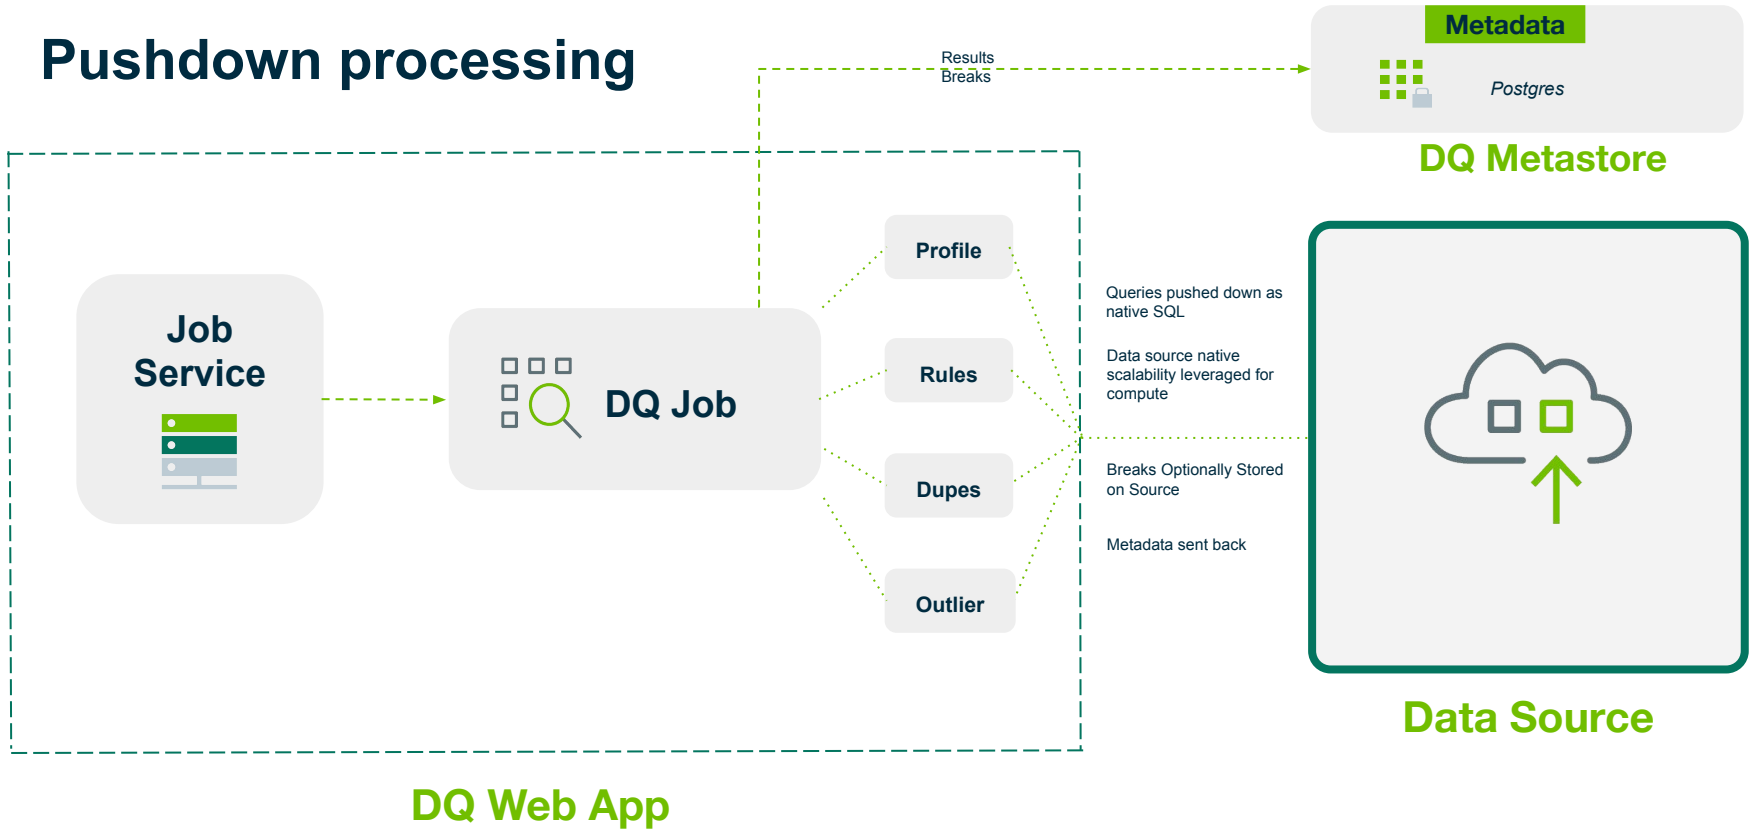 Pushdown processing
Results
Breaks
Metadata
Postgres
DQ Metastore
Job
Service
DQ Job
Profile
Rules
Dupes
Outlier
Queries pushed down as
native SQL
Data source native
scalability leveraged for
compute
Breaks Optionally Stored
on Source
Metadata sent back
Data Source
DQ Web App